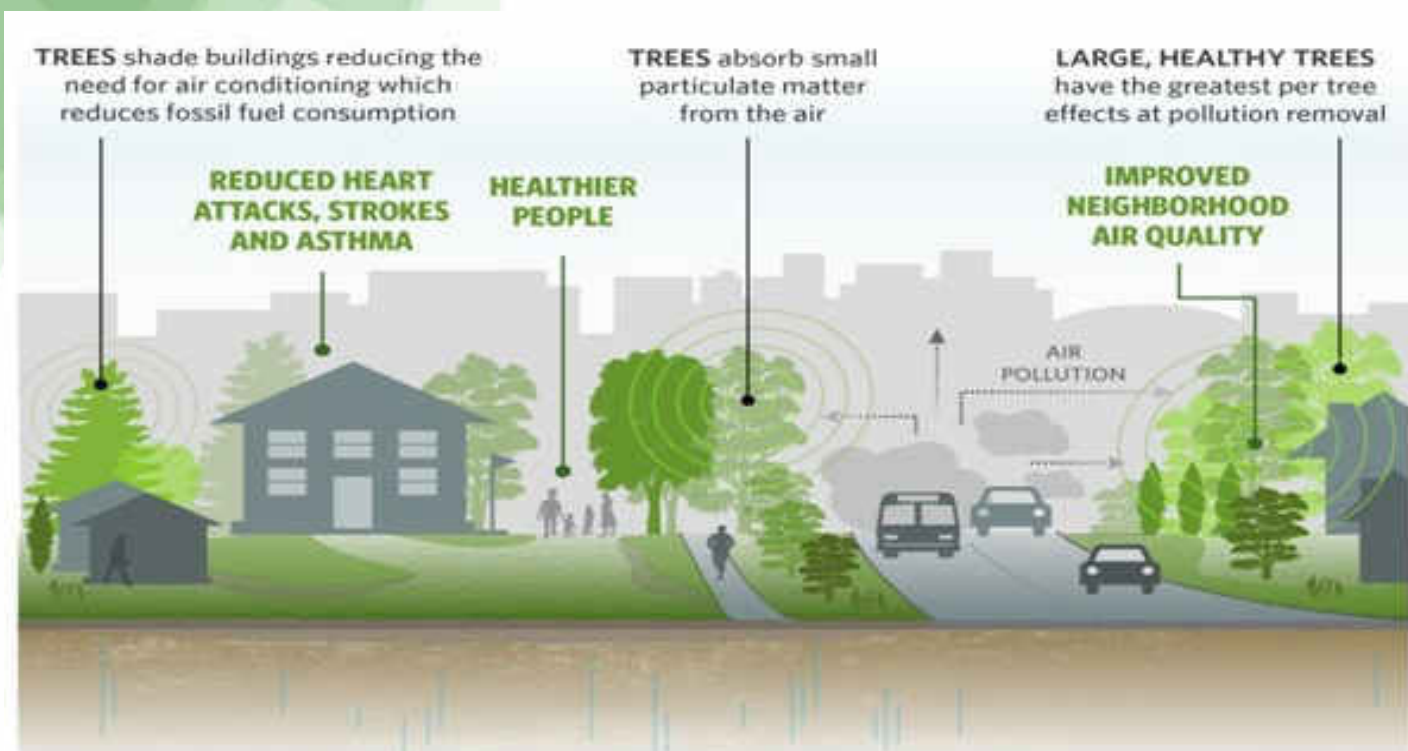 TREES shade buildings reducing the
need for air conditioning which
reduces fossil fuel consumption
TREES absorb small
particulate matter
from the air
LARGE, HEALTHY TREES
have the greatest per tree
effects at pollution removal
REDUCED HEART
ATTACKS, STROKES
AND ASTHMA
HEALTHIER
PEOPLE
IMPROVED
NEIGHBORHOOD
AIR QUALITY
AIR
POLLUTION